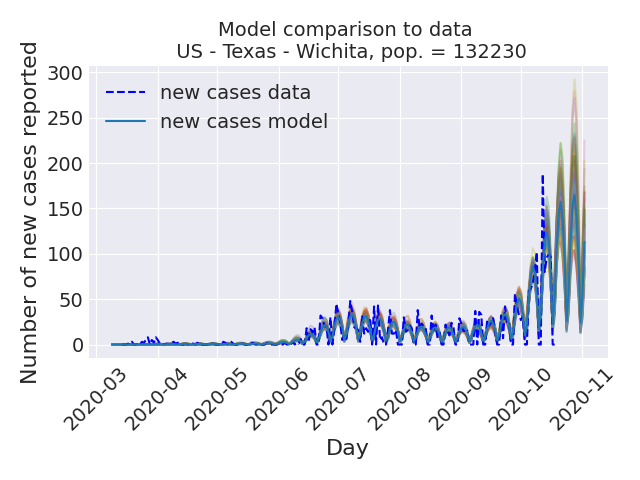 Model comparison to data
US - Texas - Wichita, pop. = 132230
Number of new cases reported
300
250
200
150
100
50
0
new cases data
new cases model
2020-03
2020-04
2020-05
2020-06
2020-07
2020-08
2020-09
2020-10
2020-11
Day